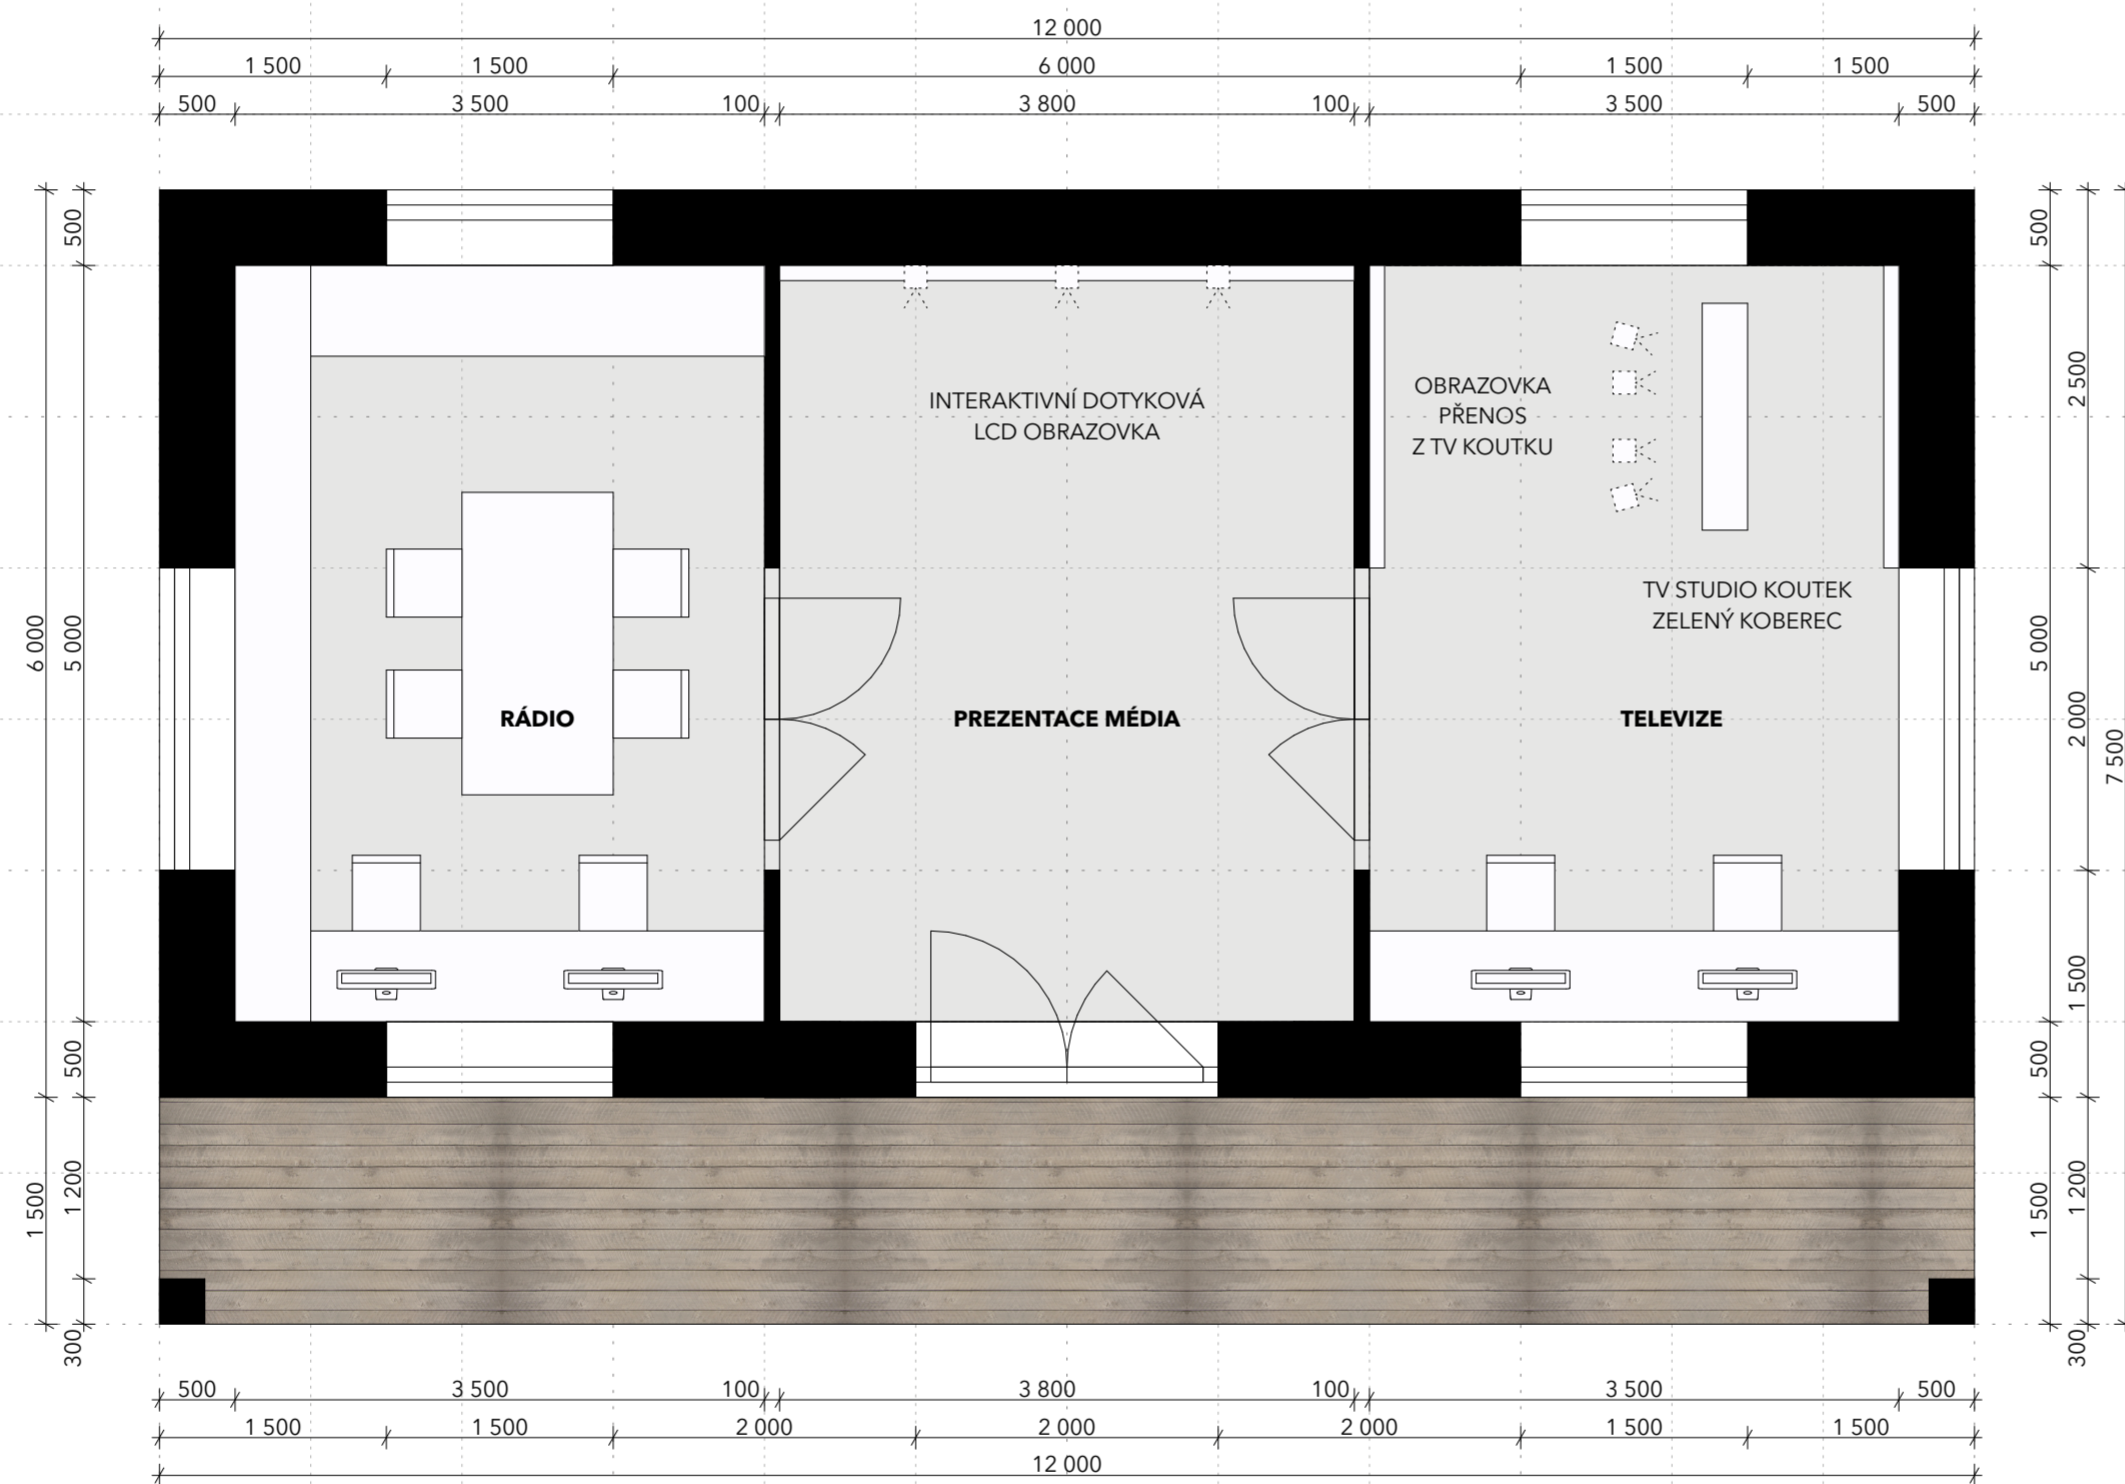 12 000
1 500 1 500 6 000 1 500 1 500
500 3 500 100 3 800 100 3 500 500
500
6 000
5 000
500
1 500
1 200
300
INTERAKTIVNÍ DOTYKOVÁ
LCD OBRAZOVKA
OBRAZOVKA
PŘENOS
Z TV KOUTKU
TV STUDIO KOUTEK
ZELENÝ KOBEREC
RÁDIO
PREZENTACE MÉDIA
TELEVIZE
500
2 500
5 000
2 000
7 500
1 500
500
1 500
1 200
300
500 3 500 100 3 800 100 3 500 500
1 500 1 500 2 000 2 000 2 000 1 500 1 500
12 000